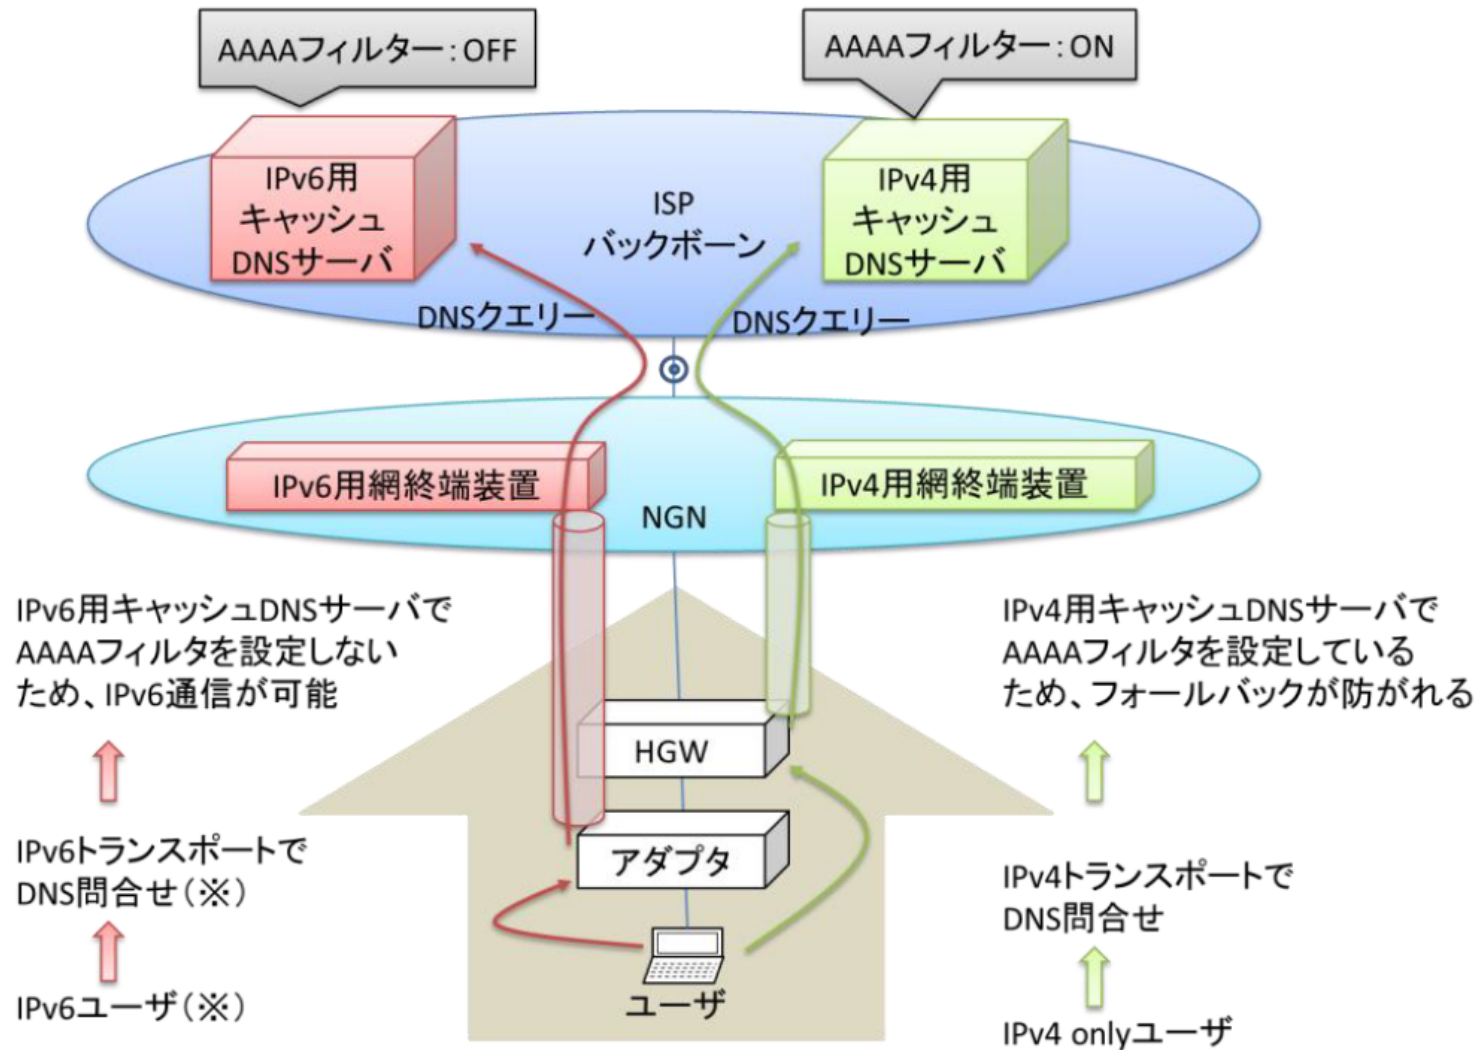 AAAAフィルター：OFF
AAAAフィルター：ON
IPv6用
キャッシュ
DNSサーバ
ISP
バックボーン
IPv4用
キャッシュ
DNSサーバ
DNSクエリー
DNSクエリー
IPv6用網終端装置
IPv4用網終端装置
NGN
IPv6用キャッシュDNSサーバで
AAAAフィルタを設定しない
ため、IPv6通信が可能
IPv4用キャッシュDNSサーバで
AAAAフィルタを設定している
ため、フォールバックが防がれる
HGW
アダプタ
IPv6トランスポートで
DNS問合せ（※）
IPv4トランスポートで
DNS問合せ
IPv6ユーザ（※）
ユーザ
IPv4 onlyユーザ